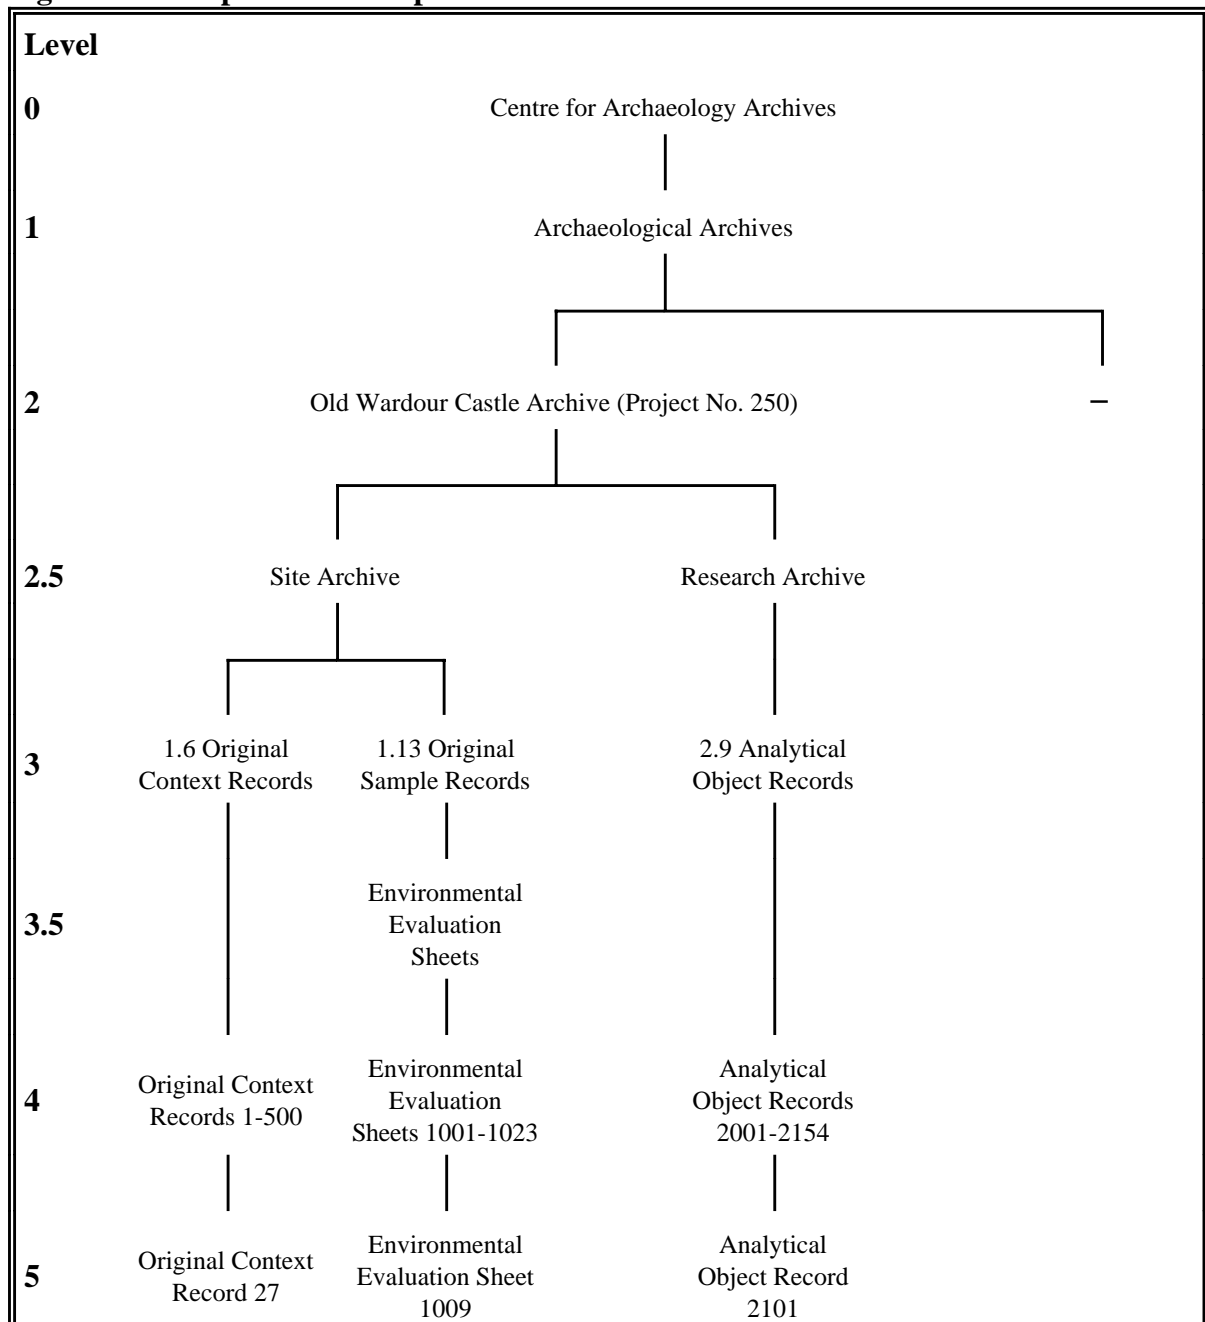 Level
0 Centre for Archaeology Archives
1 Archaeological Archives
2 Old Wardour Castle Archive (Project No. 250) –
2.5 Site Archive Research Archive
1.6 Original 1.13 Original 2.9 Analytical
3
Context Records Sample Records Object Records
Environmental
3.5 Evaluation
Sheets
Environmental Analytical
Original Context
4 Evaluation Object Records
Records 1-500
Sheets 1001-1023 2001-2154
Environmental Analytical
Original Context
5 Evaluation Sheet Object Record
Record 27
1009 2101